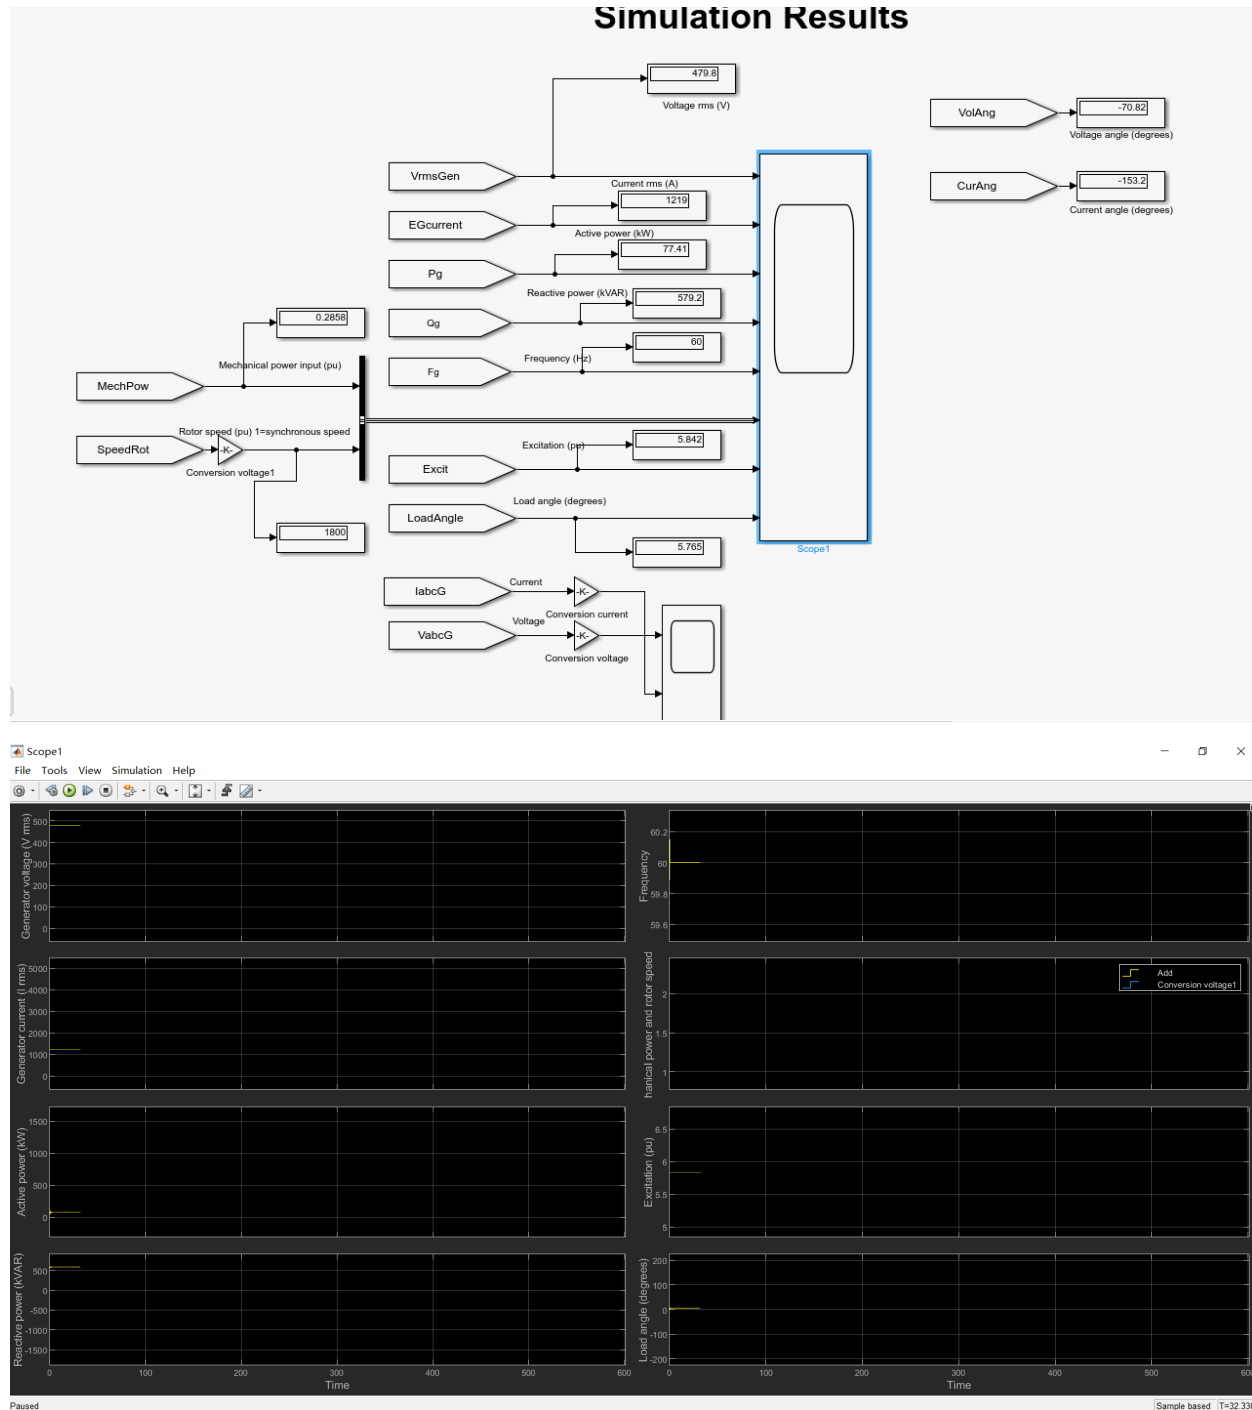 Simulation Results
479.8
Voltage rms (V)
VolAng
-70.82
Voltage angle (degrees)
VrmsGen
Current rms (A)
1219
CurAng
-153.2
Current angle (degrees)
EGcurrent
Active power (kW)
77.41
Pg
Reactive power (kVAR)
579.2
0.2858
Qg
60
Mechanical power input (pu)
Frequency (Hz)
Fg
MechPow
Rotor speed (pu) 1=synchronous speed
SpeedRot
-K-
Conversion voltage1
Excitation (pu)
5.842
Excit
Load angle (degrees)
LoadAngle
1800
5.765
Scope1
IabcG
Current
-K-
Conversion current
VabcG
Voltage
-K-
Conversion voltage
Scope1
File Tools View Simulation Help
Generator voltage (V rms)
500
400
300
200
100
0
Generator current (I rms)
5000
4000
3000
2000
1000
0
Active power (kW)
1500
1000
500
0
Reactive power (kVAR)
500
0
-500
-1000
-1500
0 100 200 300 400 500 600
Time
Frequency
60.2
60
59.8
59.6
hanical power and rotor speed
2
1.5
1
Add
Conversion voltage1
Excitation (pu)
6.5
6
5.5
5
Load angle (degrees)
200
100
0
-100
-200
0 100 200 300 400 500 600
Time
Paused
Sample based T=32.33